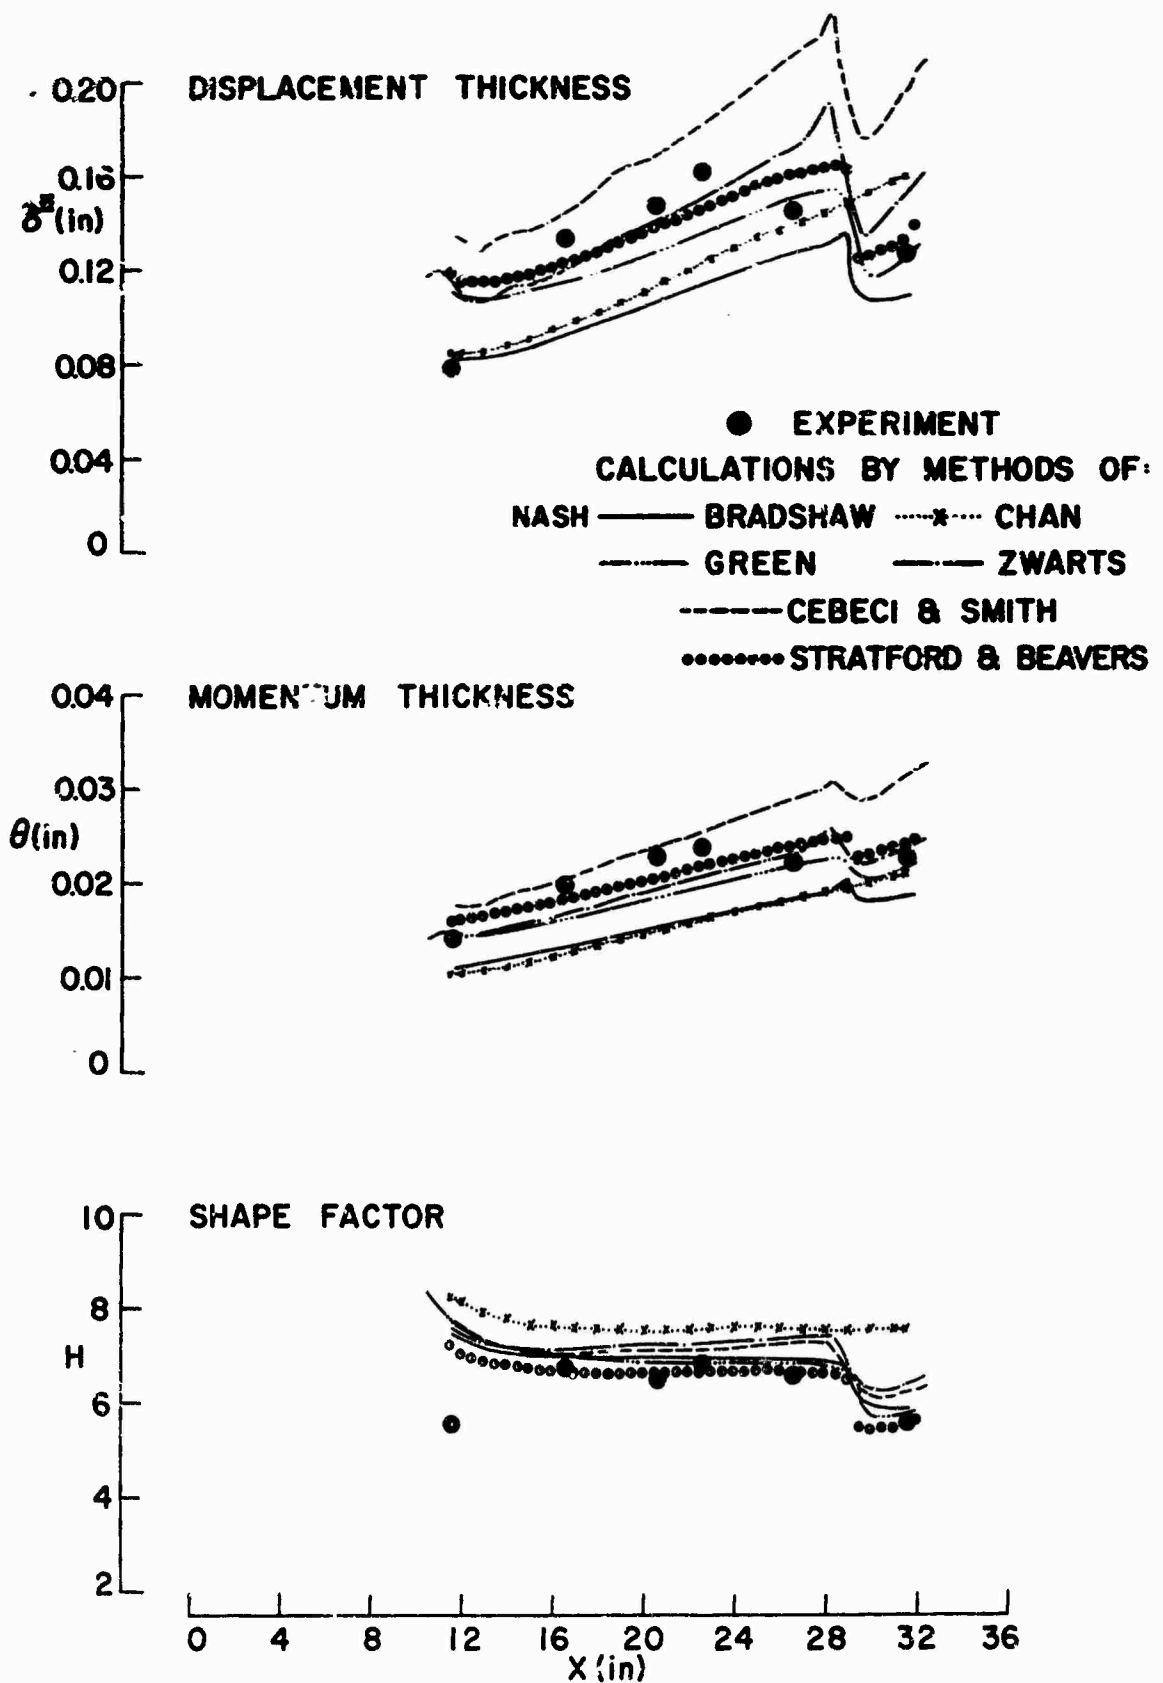 DISPLACEMENT THICKNESS
0.20
0.16
δ* (in)
0.12
0.08
0.04
0
EXPERIMENT
CALCULATIONS BY METHODS OF:
NASH BRADSHAW CHAN
GREEN ZWARTS
CEBECI & SMITH
STRATFORD & BEAVERS
MOMENTUM THICKNESS
0.04
0.03
θ(in)
0.02
0.01
0
SHAPE FACTOR
10
8
H
6
4
2
0 4 8 12 16 20 24 28 32 36
X (in)